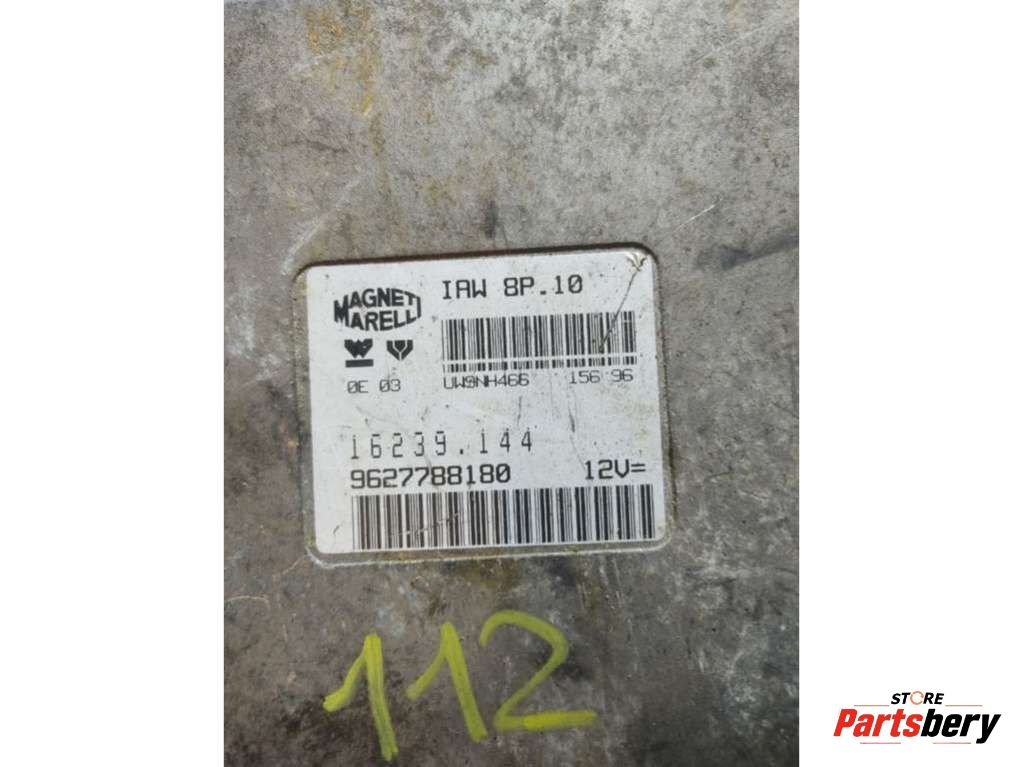 IAW 8P.10
MAGNETI
MARELLI
0E 03
UW9NH466 156 96
16239.144
9627788180 12V=
112
STORE
Partsbery